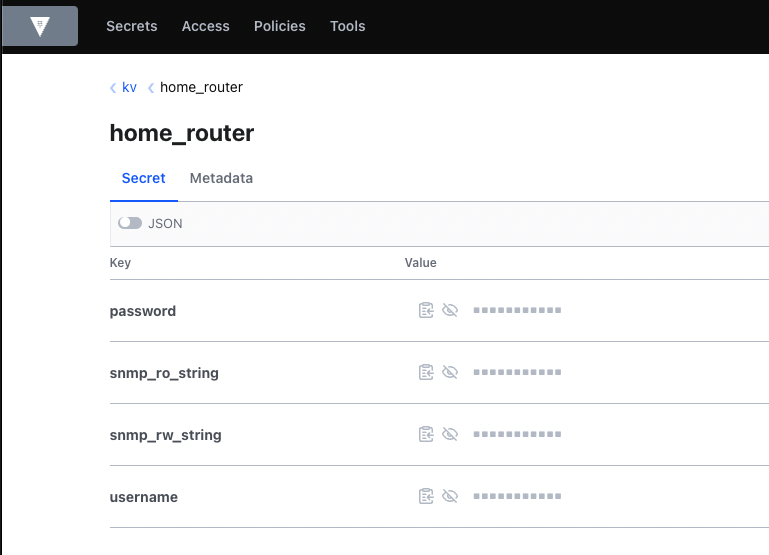 Secrets Access Policies Tools
kv home_router
home_router
Secret Metadata
JSON
Key Value
password
snmp_ro_string
snmp_rw_string
username